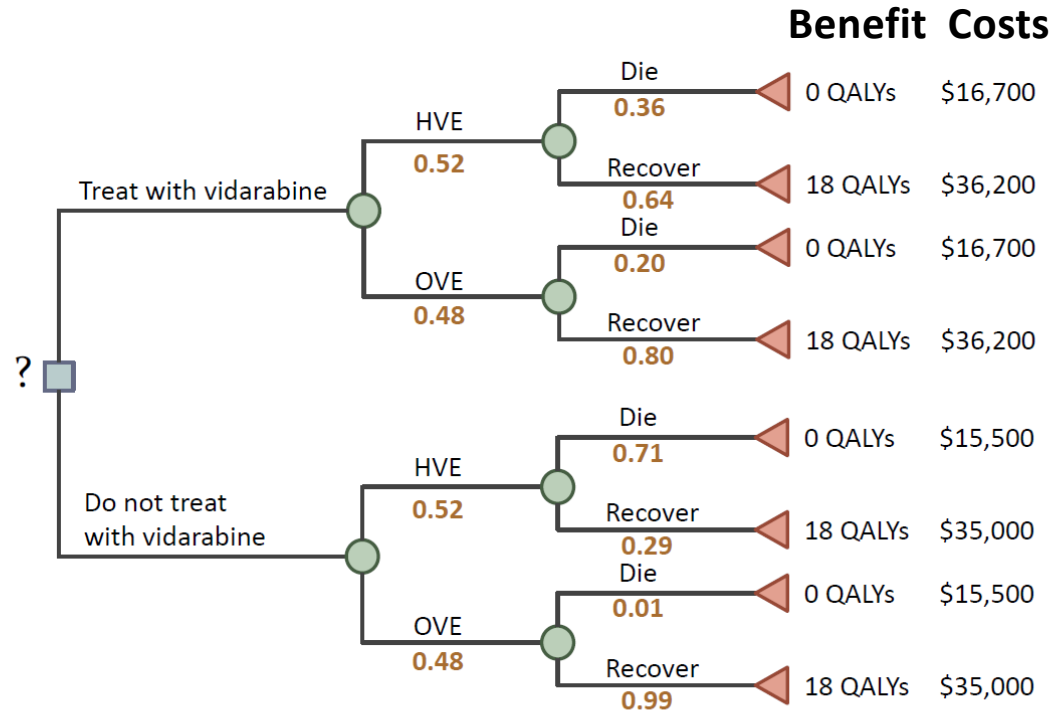 Benefit Costs
Die
0.36
0 QALYs $16,700
HVE
0.52
Recover
0.64
18 QALYs $36,200
Treat with vidarabine
Die
0.20
0 QALYs $16,700
OVE
0.48
Recover
0.80
18 QALYs $36,200
?
Die
0.71
0 QALYs $15,500
HVE
0.52
Recover
0.29
18 QALYs $35,000
Do not treat
with vidarabine
Die
0.01
0 QALYs $15,500
OVE
0.48
Recover
0.99
18 QALYs $35,000